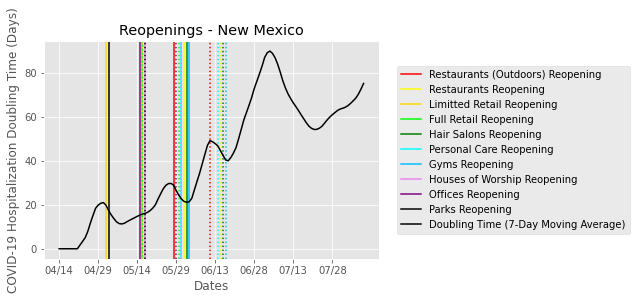 Reopenings - New Mexico
COVID-19 Hospitalization Doubling Time (Days)
80
60
40
20
0
04/14 04/29 05/14 05/29 06/13 06/28 07/13 07/28
Dates
Restaurants (Outdoors) Reopening
Restaurants Reopening
Limitted Retail Reopening
Full Retail Reopening
Hair Salons Reopening
Personal Care Reopening
Gyms Reopening
Houses of Worship Reopening
Offices Reopening
Parks Reopening
Doubling Time (7-Day Moving Average)